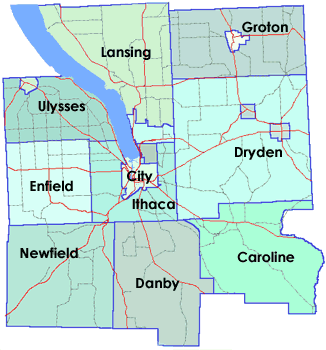 Groton
Lansing
Ulysses
Dryden
Enfield
City
Ithaca
Newfield
Caroline
Danby